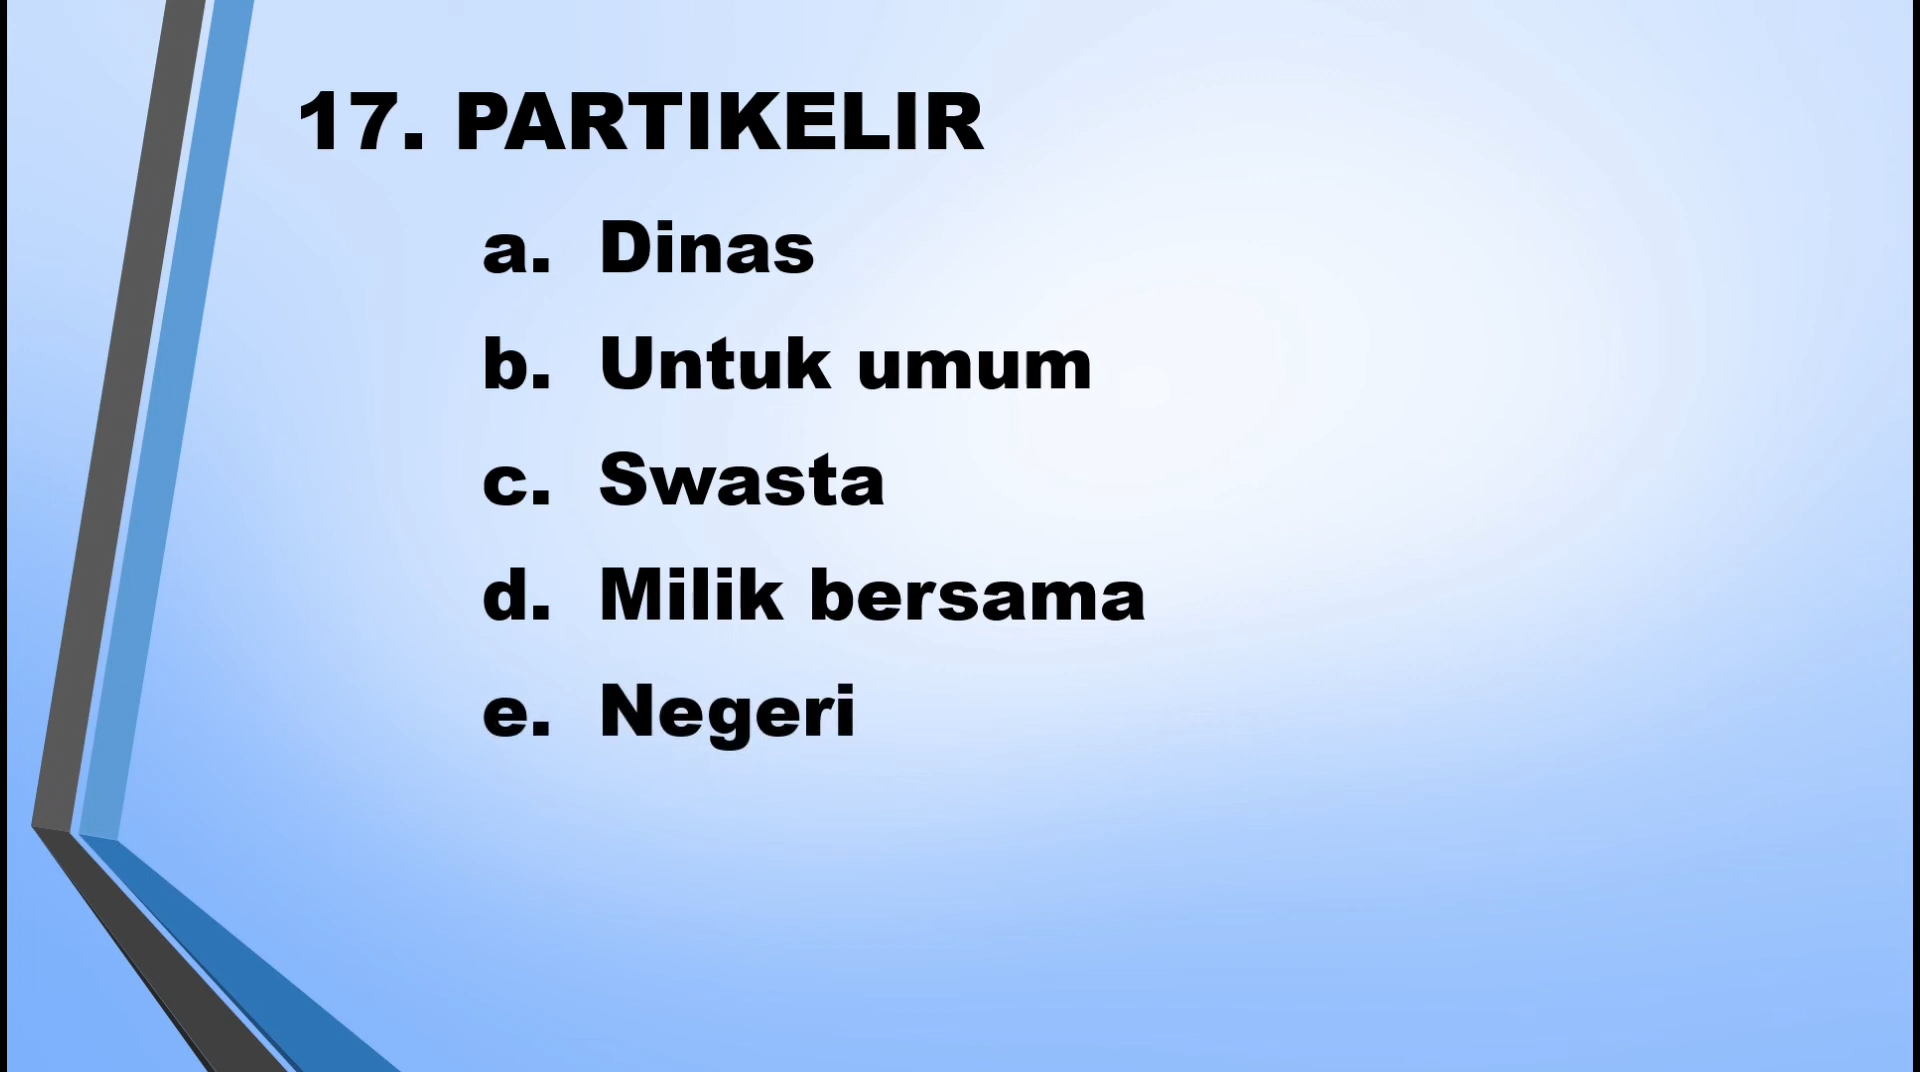 17. PARTIKELIR
a. Dinas
b. Untuk umum
c. Swasta
d. Milik bersama
e. Negeri